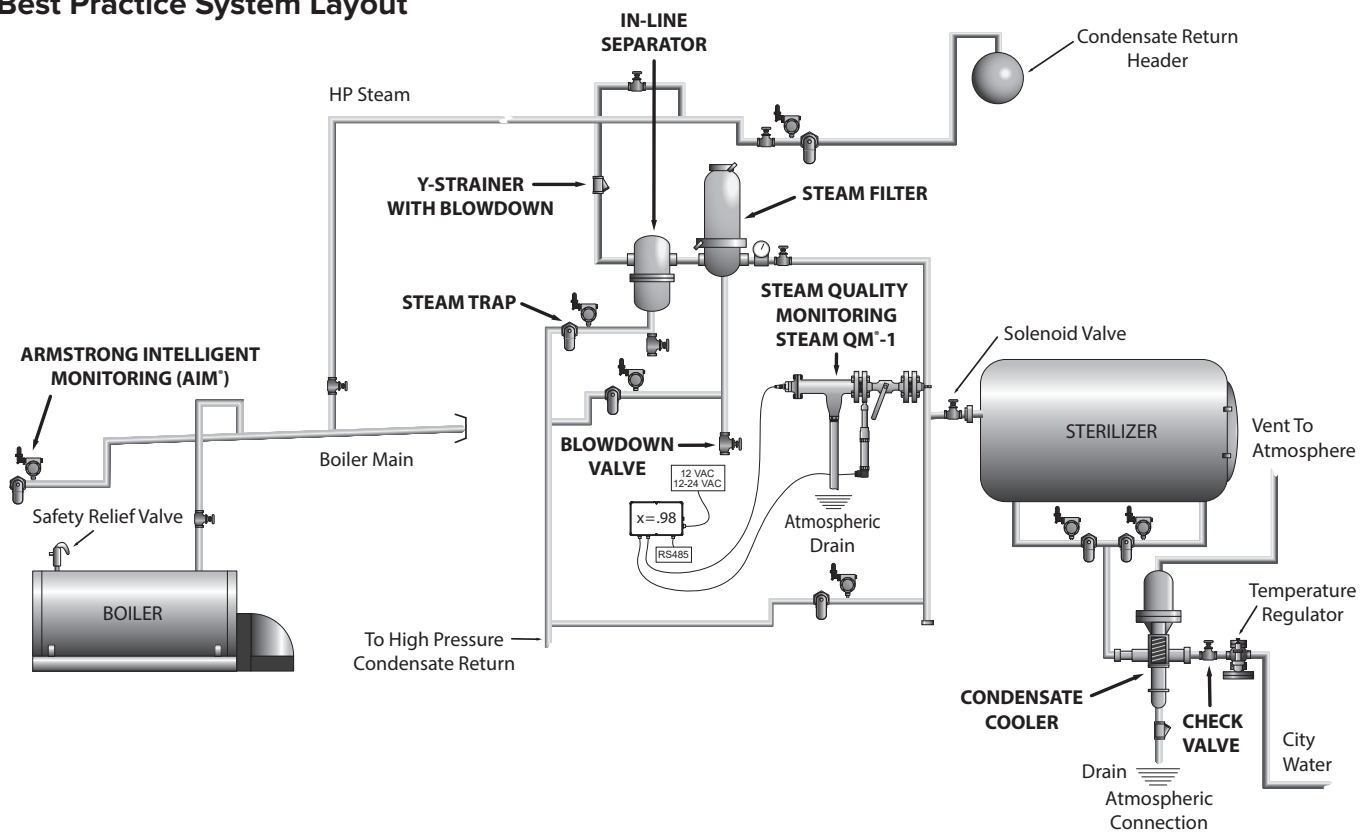 Best Practice System Layout
IN-LINE
SEPARATOR
Condensate Return
Header
HP Steam
Y-STRAINER
WITH BLOWDOWN
STEAM FILTER
STEAM TRAP
STEAM QUALITY
MONITORING
STEAM QM®-1
Solenoid Valve
ARMSTRONG INTELLIGENT
MONITORING (AIM®)
STERILIZER
Vent To
Atmosphere
Boiler Main
BLOWDOWN
VALVE
12 VAC
12-24 VAC
x=.98
RS485
Atmospheric
Drain
Safety Relief Valve
BOILER
Temperature
Regulator
To High Pressure
Condensate Return
CONDENSATE
COOLER
CHECK
VALVE
City
Water
Drain
Atmospheric
Connection